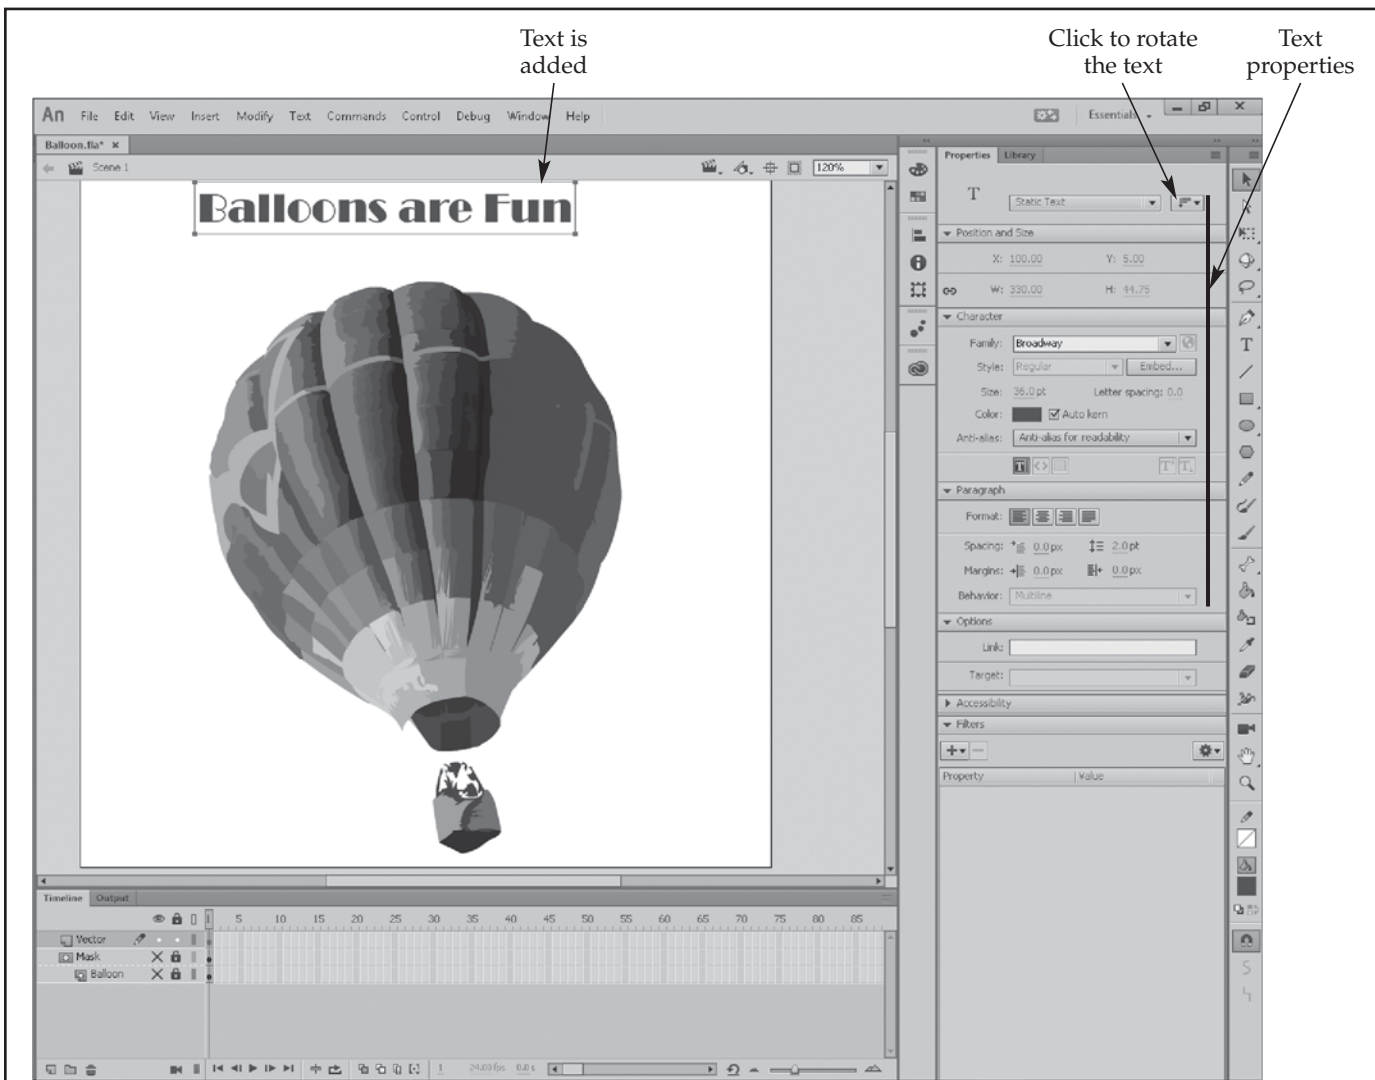 Text is added
Click to rotate the text
Text properties
An File Edit View Insert Modify Text Commands Control Debug Window Help
Essentials
Balloon.fla*
Scene 1
120%
Balloons are Fun
Properties Library
T Static Text
Position and Size
X: 100.00 Y: 5.00
W: 330.00 H: 44.75
Character
Family: Broadway
Style: Regular Embed...
Size: 36.0 pt Letter spacing: 0.0
Color: Auto kern
Anti-alias: Anti-alias for readability
Paragraph
Format:
Spacing: 0.0 px 2.0 pt
Margins: 0.0 px 0.0 px
Behavior: Multiline
Options
Link:
Target:
Accessibility
Filters
Property Value
Timeline Output
1 5 10 15 20 25 30 35 40 45 50 55 60 65 70 75 80 85
Vector
Mask
Balloon
1 24.00 fps 0.0 s